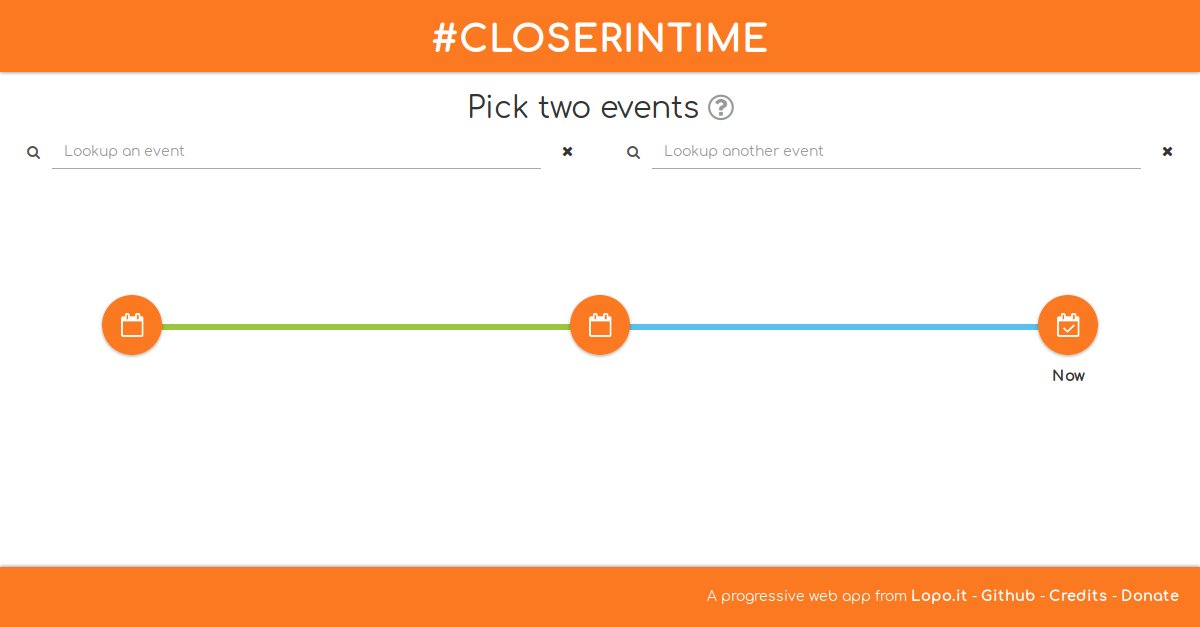 #CLOSERINTIME
Pick two events
Lookup an event
Lookup another event
Now
A progressive web app from Lopo.it - Github - Credits - Donate